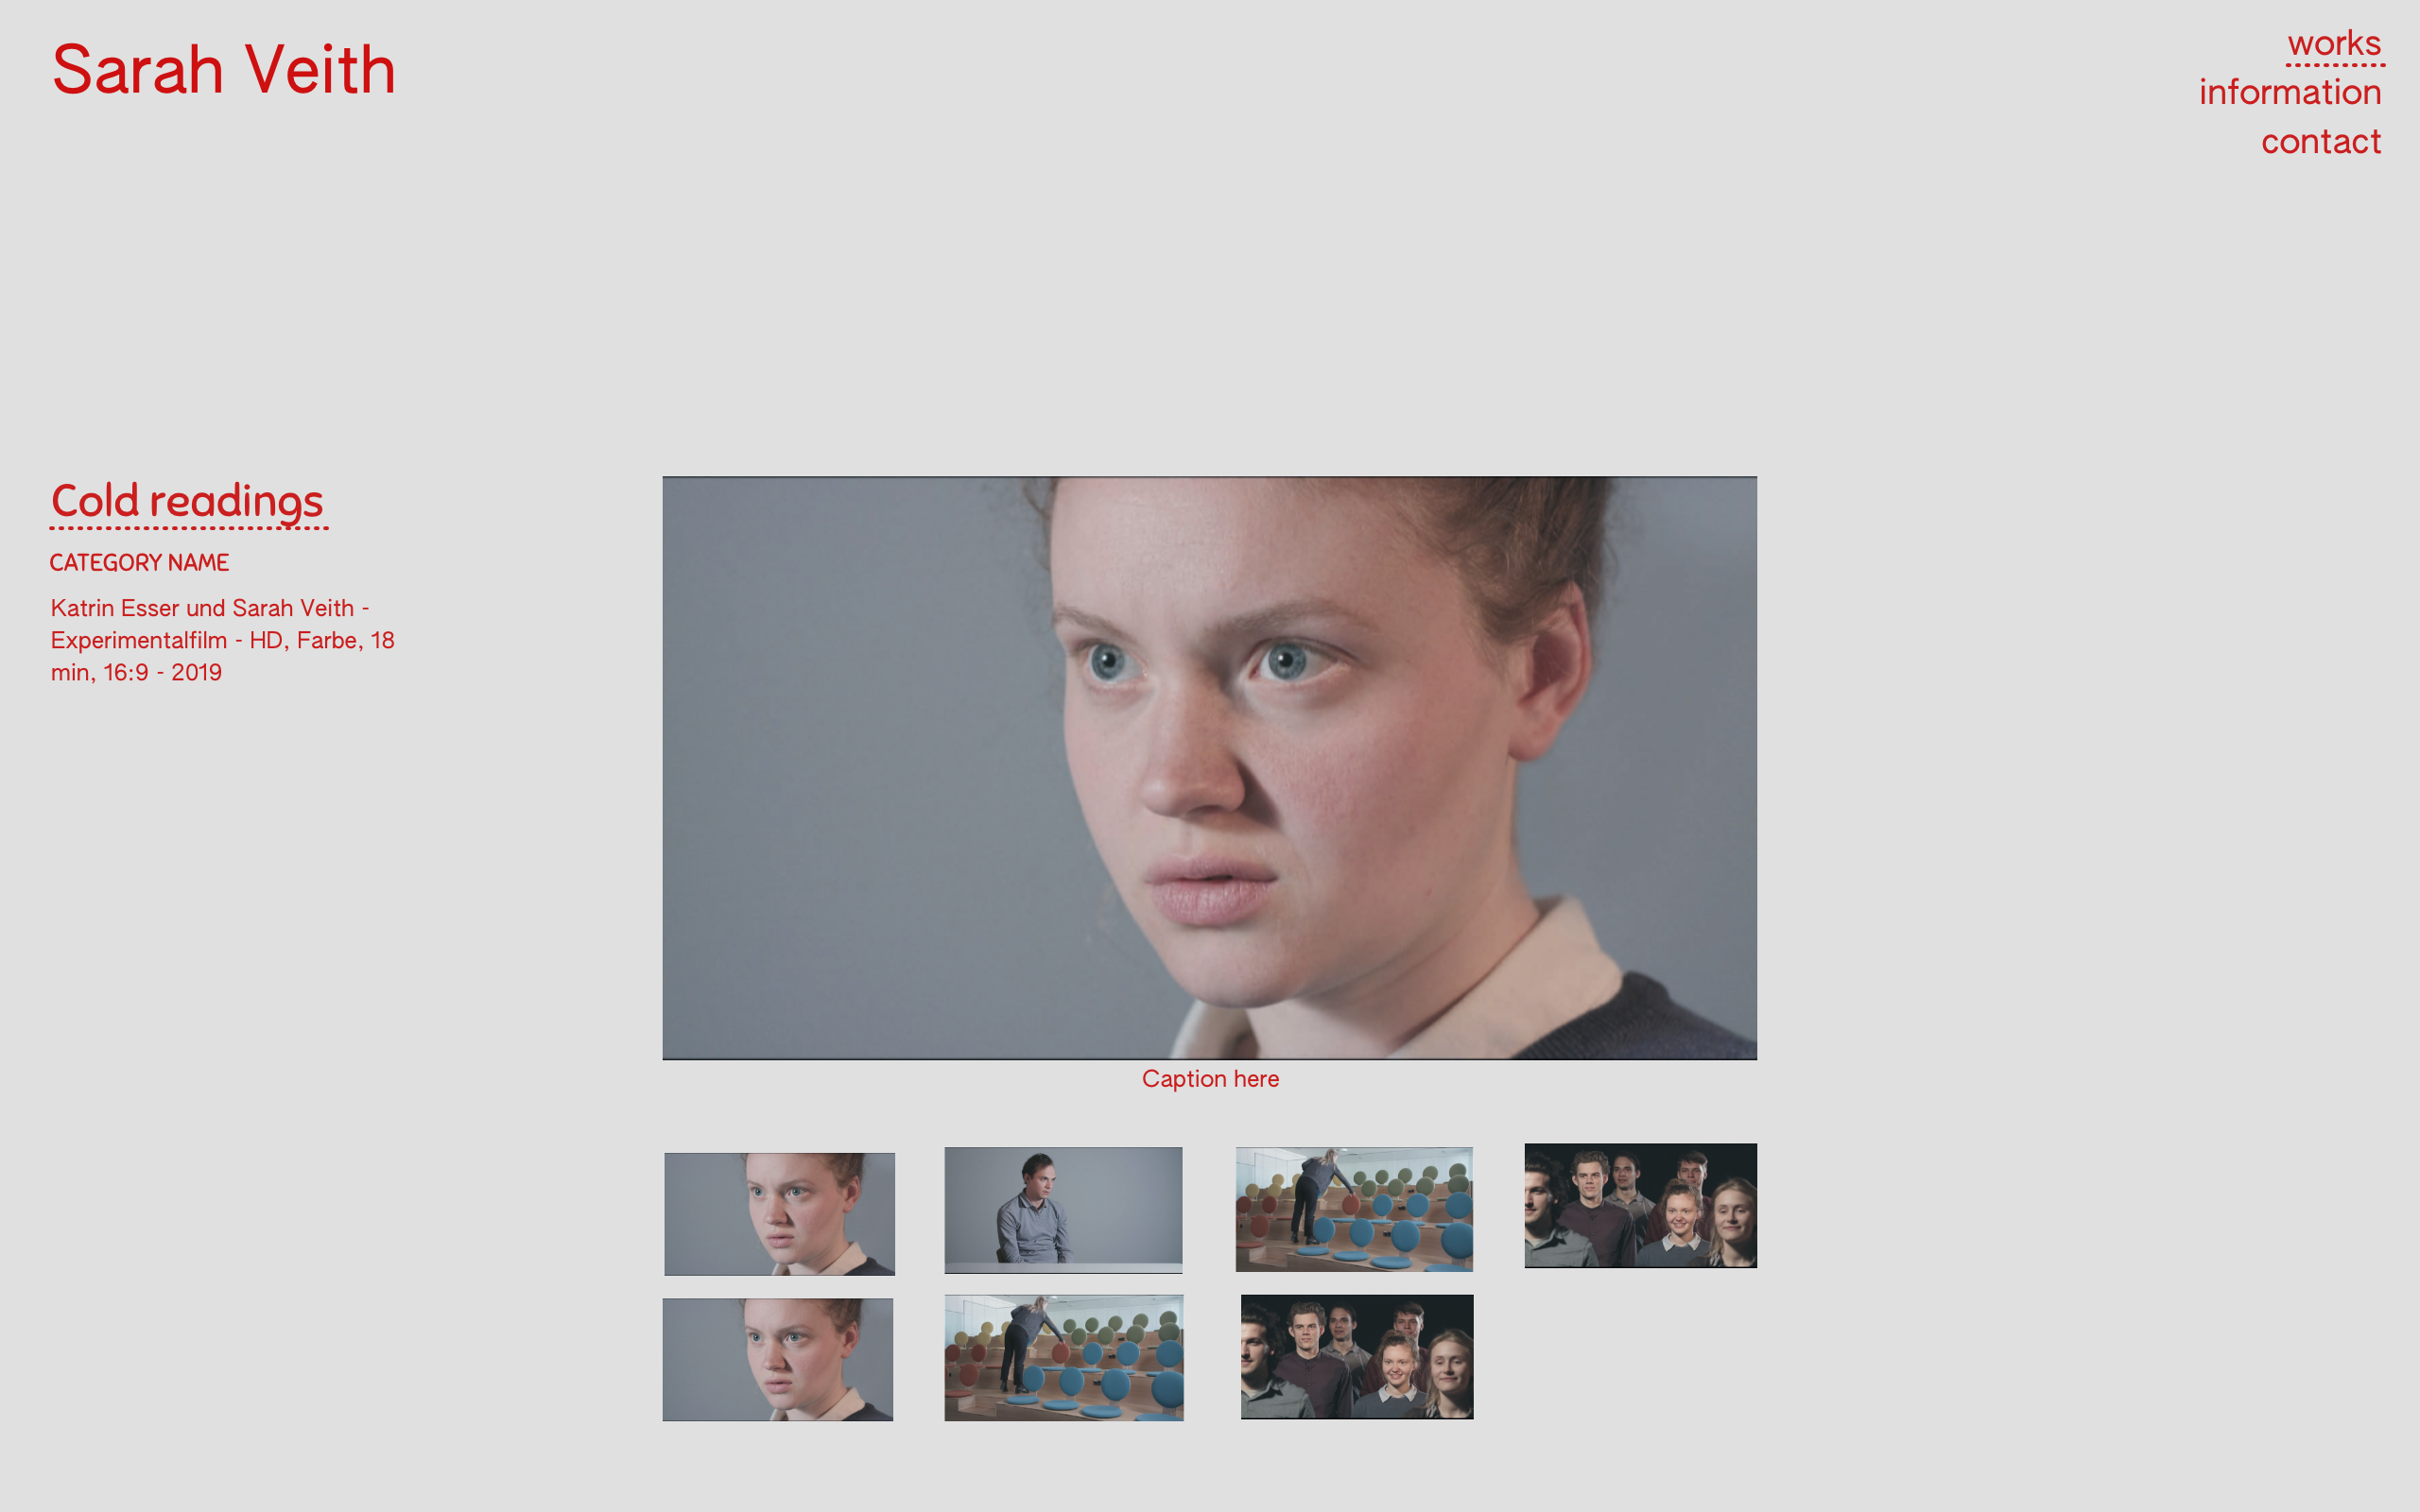 Sarah Veith
works
information
contact
Cold readings
CATEGORY NAME
Katrin Esser und Sarah Veith -
Experimentalfilm - HD, Farbe, 18
min, 16:9 - 2019
Caption here